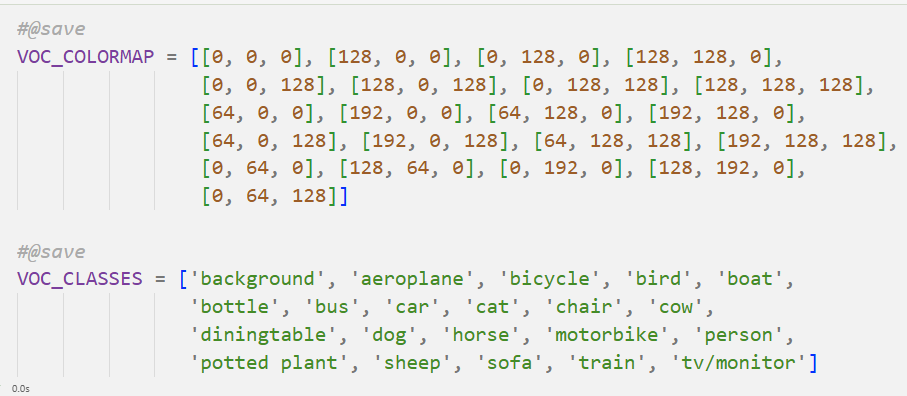 #@save
VOC_COLORMAP = [[0, 0, 0], [128, 0, 0], [0, 128, 0], [128, 128, 0],
[0, 0, 128], [128, 0, 128], [0, 128, 128], [128, 128, 128],
[64, 0, 0], [192, 0, 0], [64, 128, 0], [192, 128, 0],
[64, 0, 128], [192, 0, 128], [64, 128, 128], [192, 128, 128],
[0, 64, 0], [128, 64, 0], [0, 192, 0], [128, 192, 0],
[0, 64, 128]]
#@save
VOC_CLASSES = ['background', 'aeroplane', 'bicycle', 'bird', 'boat',
'bottle', 'bus', 'car', 'cat', 'chair', 'cow',
'diningtable', 'dog', 'horse', 'motorbike', 'person',
'potted plant', 'sheep', 'sofa', 'train', 'tv/monitor']
0.0s